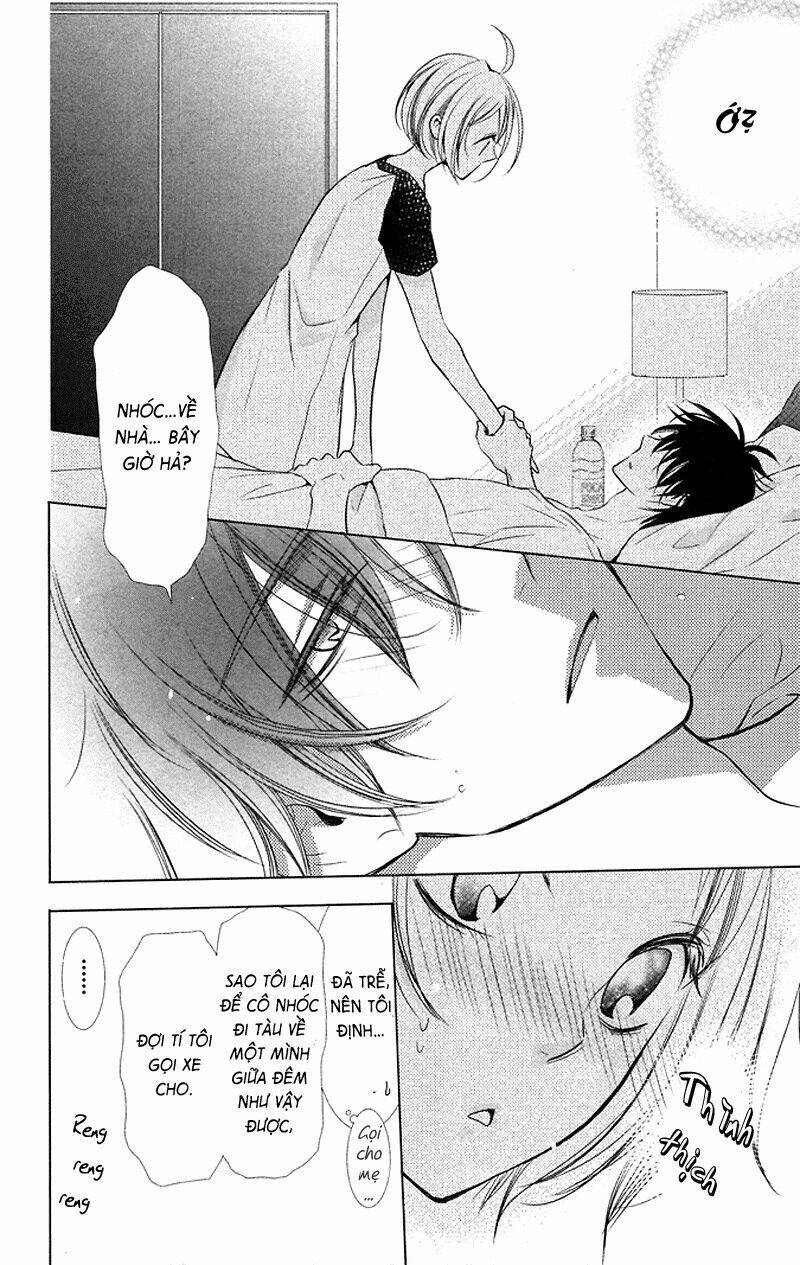 Ớ?
NHÓC...VỀ
NHÀ... BÂY
GIỜ HẢ?
Thình
thịch
ĐÃ TRỄ,
NÊN TÔI
ĐỊNH...
Gọi
cho
mẹ
...
SAO TÔI LẠI
ĐỂ CÔ NHÓC
ĐI TÀU VỀ
MỘT MÌNH
GIỮA ĐÊM
NHƯ VẬY
ĐƯỢC,
ĐỢI TÍ TÔI
GỌI XE
CHO.
......
Reng
reng
reng